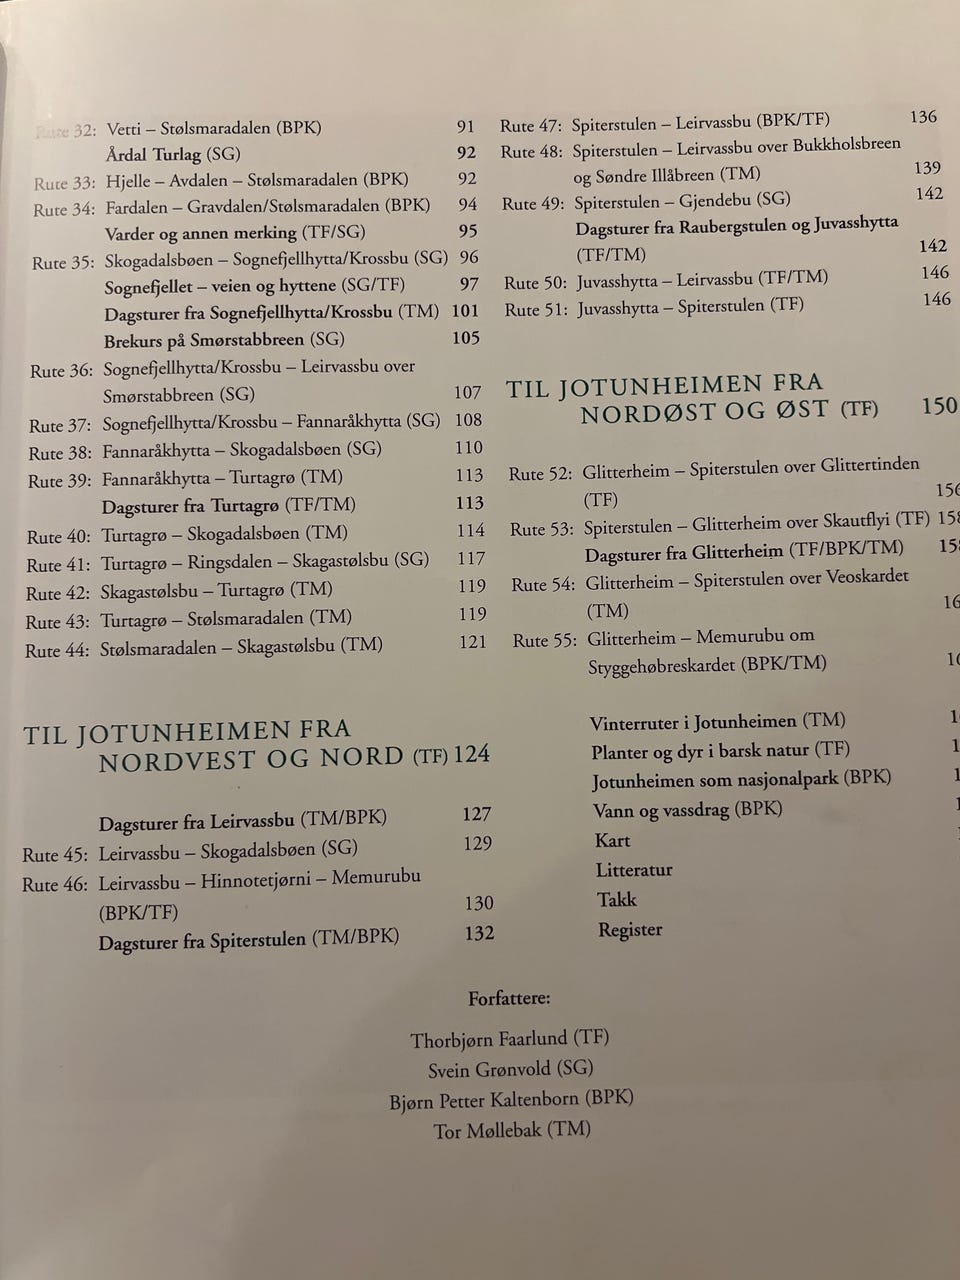 Rute 32: Vetti – Stølsmaradalen (BPK) 91
Årdal Turlag (SG) 92
Rute 33: Hjelle – Avdalen – Stølsmaradalen (BPK) 92
Rute 34: Fardalen – Gravdalen/Stølsmaradalen (BPK) 94
Varder og annen merking (TF/SG) 95
Rute 35: Skogadalsbøen – Sognefjellhytta/Krossbu (SG) 96
Sognefjellet – veien og hyttene (SG/TF) 97
Dagsturer fra Sognefjellhytta/Krossbu (TM) 101
Brekurs på Smørstabbreen (SG) 105
Rute 36: Sognefjellhytta/Krossbu – Leirvassbu over
Smørstabbreen (SG) 107
Rute 37: Sognefjellhytta/Krossbu – Fannaråkhytta (SG) 108
Rute 38: Fannaråkhytta – Skogadalsbøen (SG) 110
Rute 39: Fannaråkhytta – Turtagrø (TM) 113
Dagsturer fra Turtagrø (TF/TM) 113
Rute 40: Turtagrø – Skogadalsbøen (TM) 114
Rute 41: Turtagrø – Ringsdalen – Skagastølsbu (SG) 117
Rute 42: Skagastølsbu – Turtagrø (TM) 119
Rute 43: Turtagrø – Stølsmaradalen (TM) 119
Rute 44: Stølsmaradalen – Skagastølsbu (TM) 121
TIL JOTUNHEIMEN FRA
NORDVEST OG NORD (TF) 124
Dagsturer fra Leirvassbu (TM/BPK) 127
Rute 45: Leirvassbu – Skogadalsbøen (SG) 129
Rute 46: Leirvassbu – Hinnotetjørni – Memurubu
(BPK/TF) 130
Dagsturer fra Spiterstulen (TM/BPK) 132
Rute 47: Spiterstulen – Leirvassbu (BPK/TF) 136
Rute 48: Spiterstulen – Leirvassbu over Bukkholsbreen
og Søndre Illåbreen (TM) 139
Rute 49: Spiterstulen – Gjendebu (SG) 142
Dagsturer fra Raubergstulen og Juvasshytta
(TF/TM) 142
Rute 50: Juvasshytta – Leirvassbu (TF/TM) 146
Rute 51: Juvasshytta – Spiterstulen (TF) 146
TIL JOTUNHEIMEN FRA
NORDØST OG ØST (TF) 150
Rute 52: Glitterheim – Spiterstulen over Glittertinden
(TF) 156
Rute 53: Spiterstulen – Glitterheim over Skautflyi (TF) 158
Dagsturer fra Glitterheim (TF/BPK/TM) 158
Rute 54: Glitterheim – Spiterstulen over Veoskardet
(TM) 16
Rute 55: Glitterheim – Memurubu om
Styggehøbreskardet (BPK/TM)
Vinterruter i Jotunheimen (TM)
Planter og dyr i barsk natur (TF)
Jotunheimen som nasjonalpark (BPK)
Vann og vassdrag (BPK)
Kart
Litteratur
Takk
Register
Forfattere:
Thorbjørn Faarlund (TF)
Svein Grønvold (SG)
Bjørn Petter Kaltenborn (BPK)
Tor Møllebak (TM)